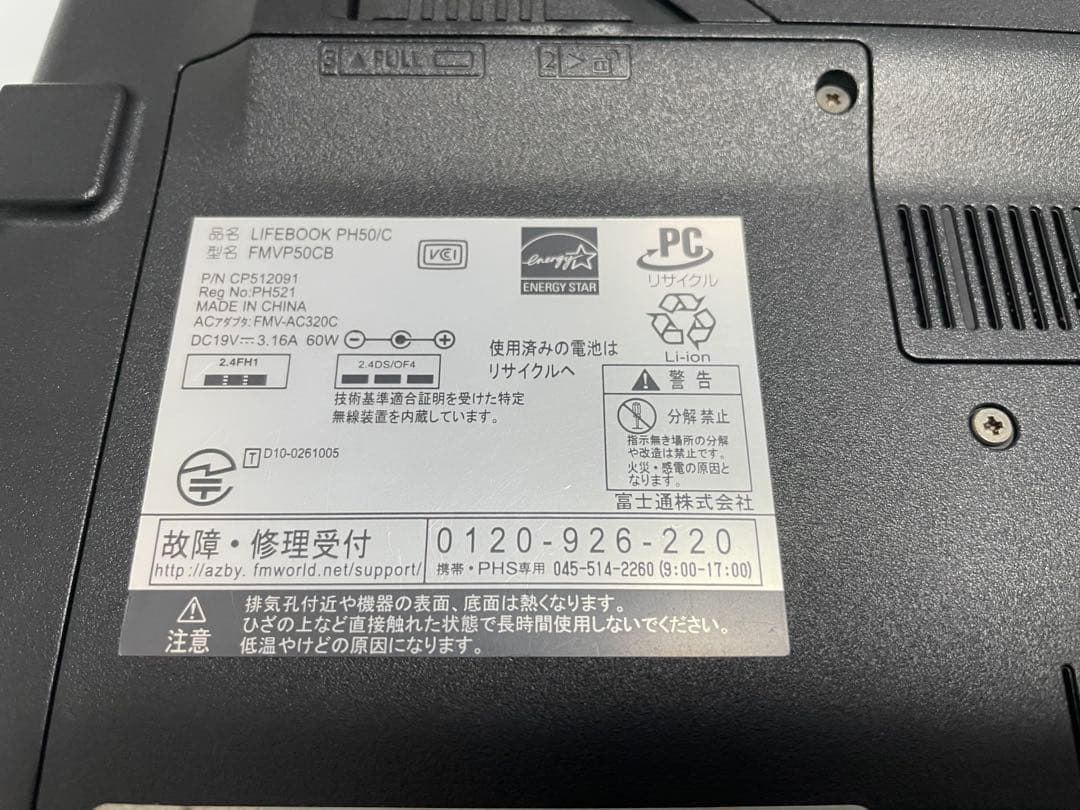 3 ▲ FULL
2 >
品名 LIFEBOOK PH50/C
型名 FMVP50CB
P/N CP512091
Reg No:PH521
MADE IN CHINA
ACアダプタ: FMV-AC320C
DC19V⎓3.16A 60W
VCCI
energy
ENERGY STAR
PC
リサイクル
Li-ion
使用済みの電池は
リサイクルへ
2.4FH1
2.4DS/OF4
技術基準適合証明を受けた特定
無線装置を内蔵しています。
警告
分解禁止
指示無き場所の分解
や改造は禁止です。
火災・感電の原因と
なります。
T D10-0261005
富士通株式会社
故障・修理受付
http://azby.fmworld.net/support/
0120-926-220
携帯・PHS専用 045-514-2260 (9:00-17:00)
注意
排気孔付近や機器の表面、底面は熱くなります。
ひざの上など直接触れた状態で長時間使用しないでください。
低温やけどの原因になります。